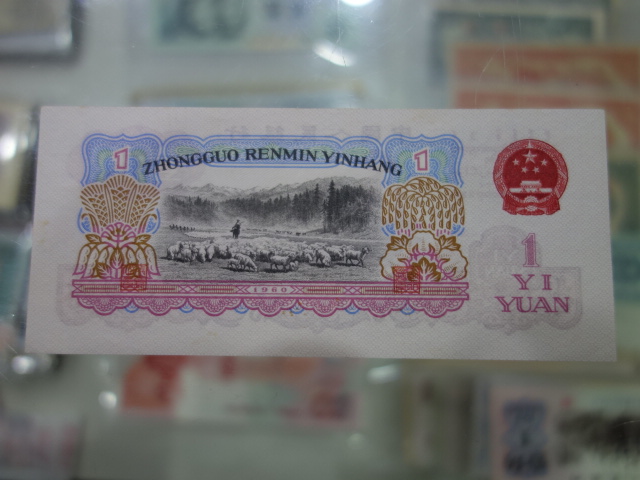 ZHONGGUO RENMIN YINHANG
1
1
1960
1
YI
YUAN